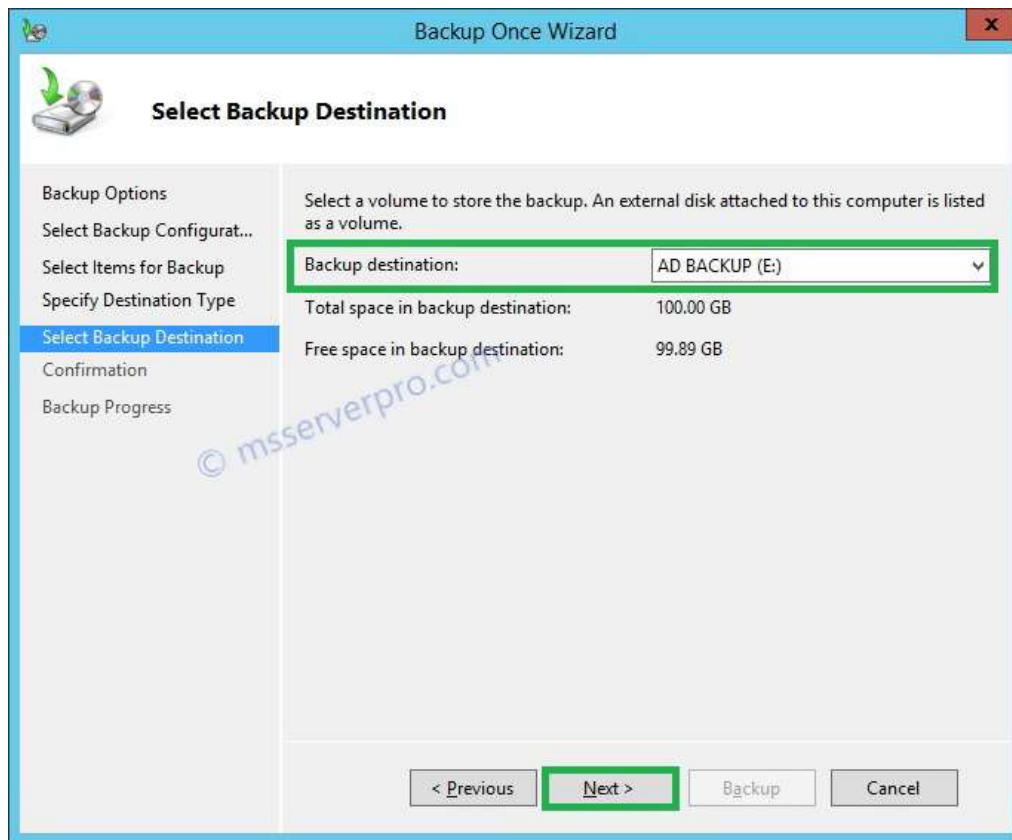 Backup Once Wizard
x
Select Backup Destination
Backup Options
Select Backup Configurat...
Select Items for Backup
Specify Destination Type
Select Backup Destination
Confirmation
Backup Progress
Select a volume to store the backup. An external disk attached to this computer is listed
as a volume.
Backup destination: AD BACKUP (E:)
Total space in backup destination: 100.00 GB
Free space in backup destination: 99.89 GB
© msserverpro.com
< Previous Next > Backup Cancel